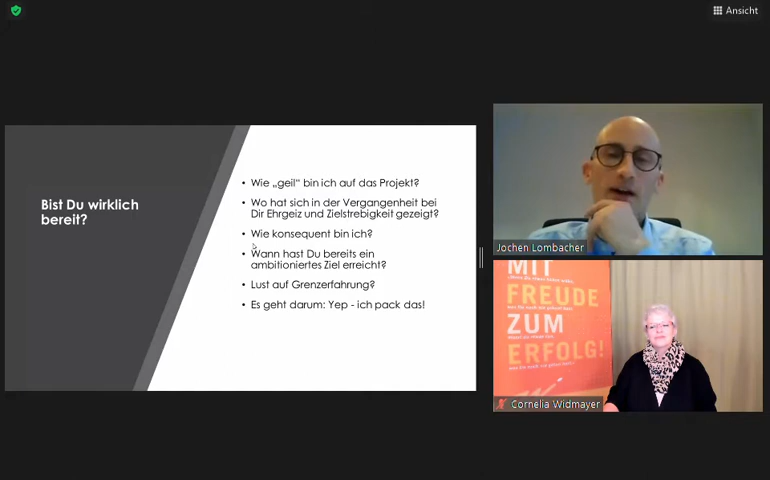 Ansicht
Bist Du wirklich
bereit?
• Wie „geil“ bin ich auf das Projekt?
• Wo hat sich in der Vergangenheit bei
Dir Ehrgeiz und Zielstrebigkeit gezeigt?
• Wie konsequent bin ich?
• Wann hast Du bereits ein
ambitioniertes Ziel erreicht?
• Lust auf Grenzerfahrung?
• Es geht darum: Yep - ich pack das!
Jochen Lombacher
MIT
FREUDE
ZUM
ERFOLG!
Cornelia Widmayer